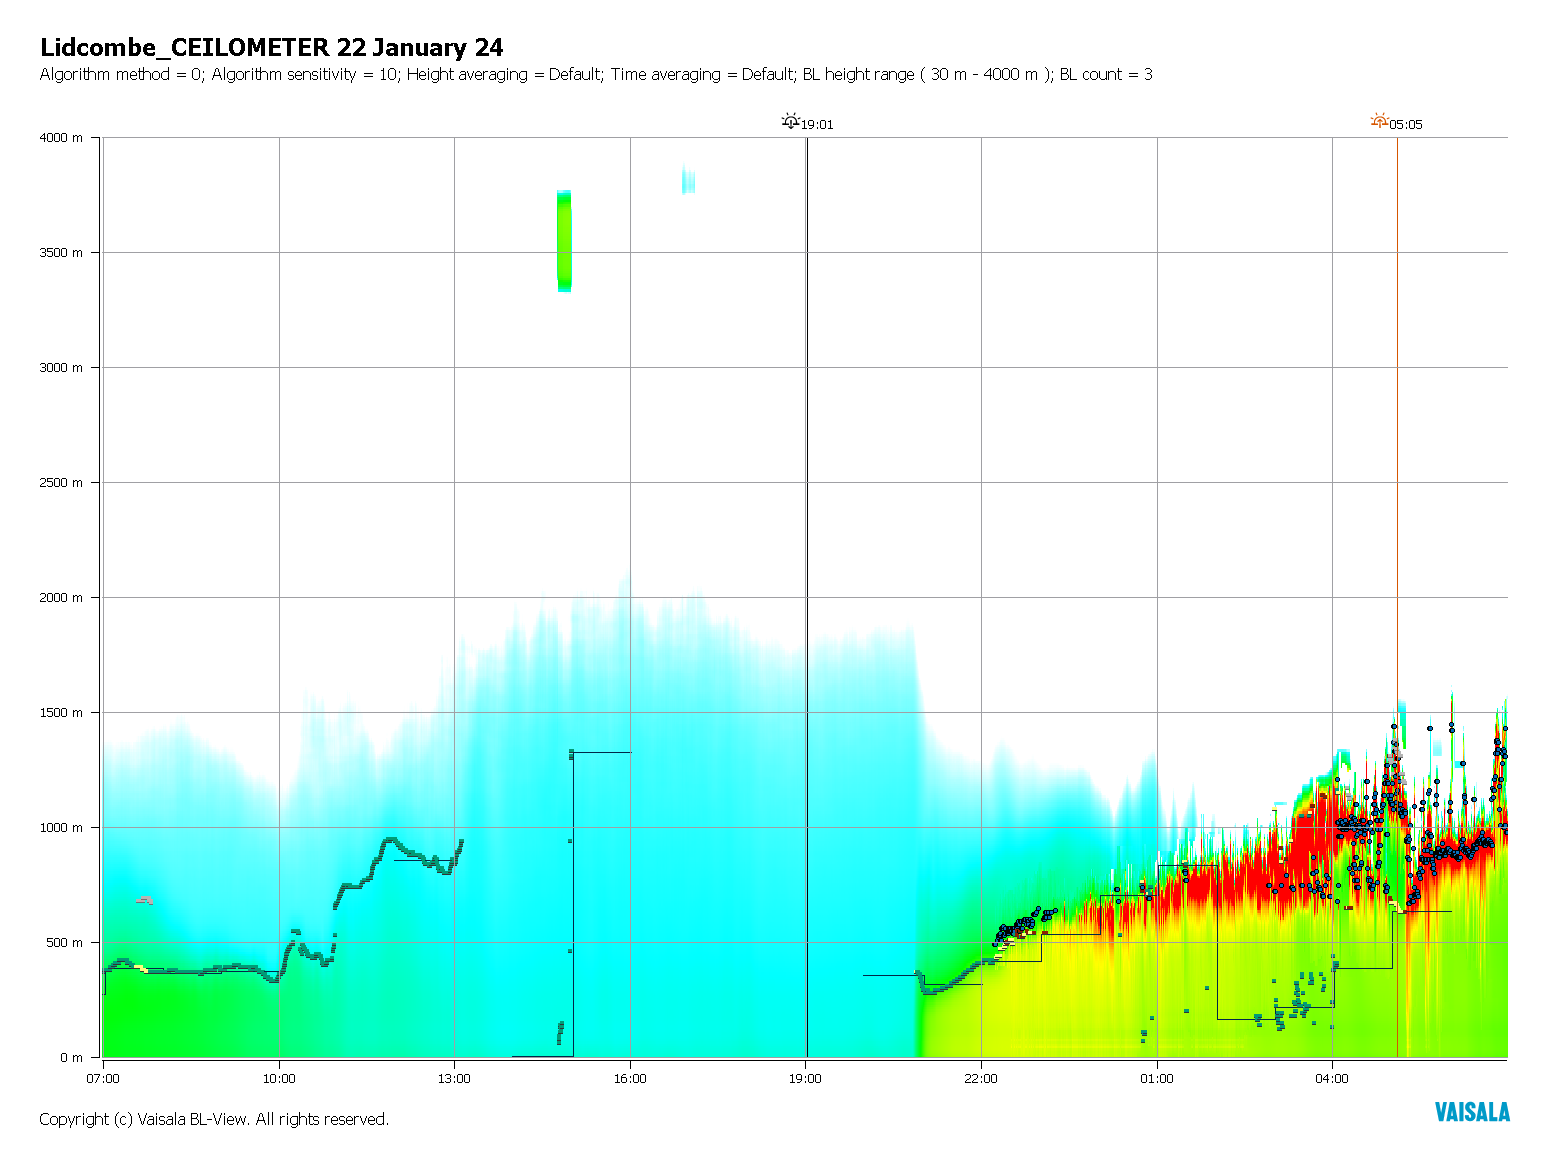 Lidcombe_CEILOMETER 22 January 24
Algorithm method = 0; Algorithm sensitivity = 10; Height averaging = Default; Time averaging = Default; BL height range ( 30 m - 4000 m ); BL count = 3
19:01
05:05
4000 m
3500 m
3000 m
2500 m
2000 m
1500 m
1000 m
500 m
0 m
07:00
10:00
13:00
16:00
19:00
22:00
01:00
04:00
Copyright (c) Vaisala BL-View. All rights reserved.
VAISALA